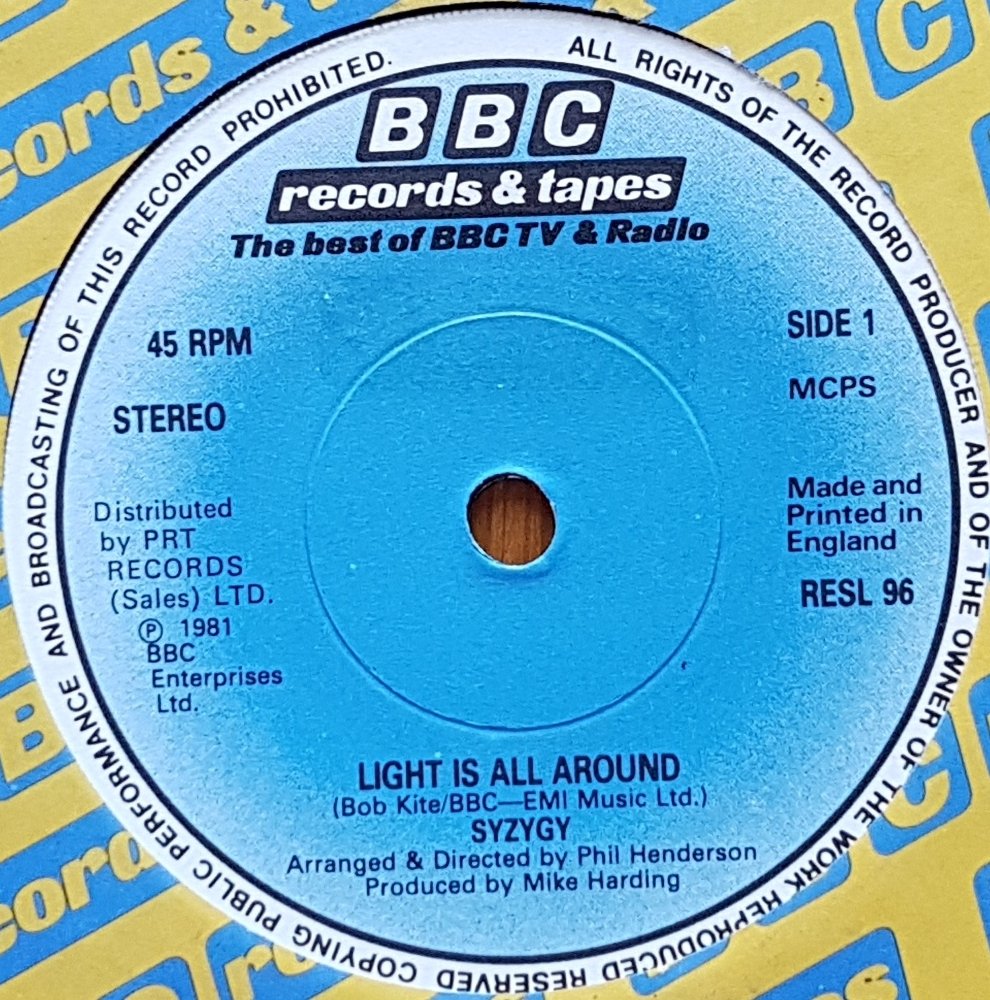 ALL RIGHTS OF THE RECORD PRODUCER AND OF THE OWNER OF THE WORK REPRODUCED RESERVED COPYING PUBLIC PERFORMANCE AND BROADCASTING OF THIS RECORD PROHIBITED.
BBC
records & tapes
The best of BBC TV & Radio
45 RPM
STEREO
SIDE 1
MCPS
Distributed
by PRT
RECORDS
(Sales) LTD.
℗ 1981
BBC
Enterprises
Ltd.
Made and
Printed in
England
RESL 96
LIGHT IS ALL AROUND
(Bob Kite/BBC—EMI Music Ltd.)
SYZYGY
Arranged & Directed by Phil Henderson
Produced by Mike Harding